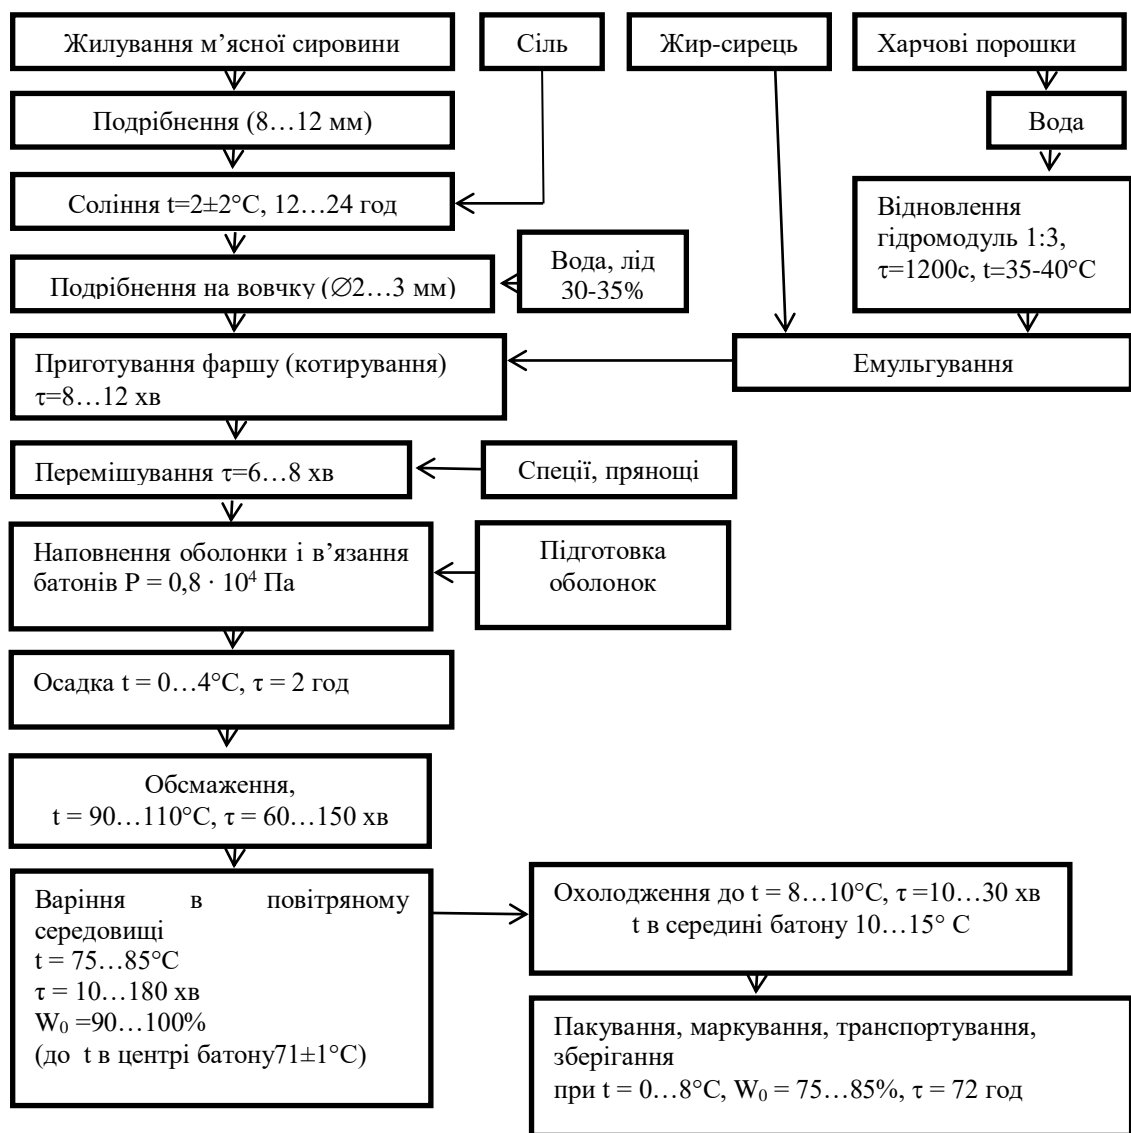 Жилування м’ясної сировини
Сіль
Жир-сирець
Харчові порошки
Подрібнення (8…12 мм)
Вода
Соління t=2±2°С, 12…24 год
Відновлення
гідромодуль 1:3,
τ=1200с, t=35-40°С
Подрібнення на вовчку (∅2…3 мм)
Вода, лід
30-35%
Приготування фаршу (котирування)
τ=8…12 хв
Емульгування
Перемішування τ=6…8 хв
Спеції, прянощі
Наповнення оболонки і в’язання
батонів Р = 0,8 · 10⁴ Па
Підготовка
оболонок
Осадка t = 0…4°С, τ = 2 год
Обсмаження,
t = 90…110°С, τ = 60…150 хв
Варіння в повітряному
середовищі
t = 75…85°С
τ = 10…180 хв
W₀ =90…100%
(до t в центрі батону71±1°С)
Охолодження до t = 8…10°С, τ =10…30 хв
t в середині батону 10…15° С
Пакування, маркування, транспортування,
зберігання
при t = 0…8°С, W₀ = 75…85%, τ = 72 год